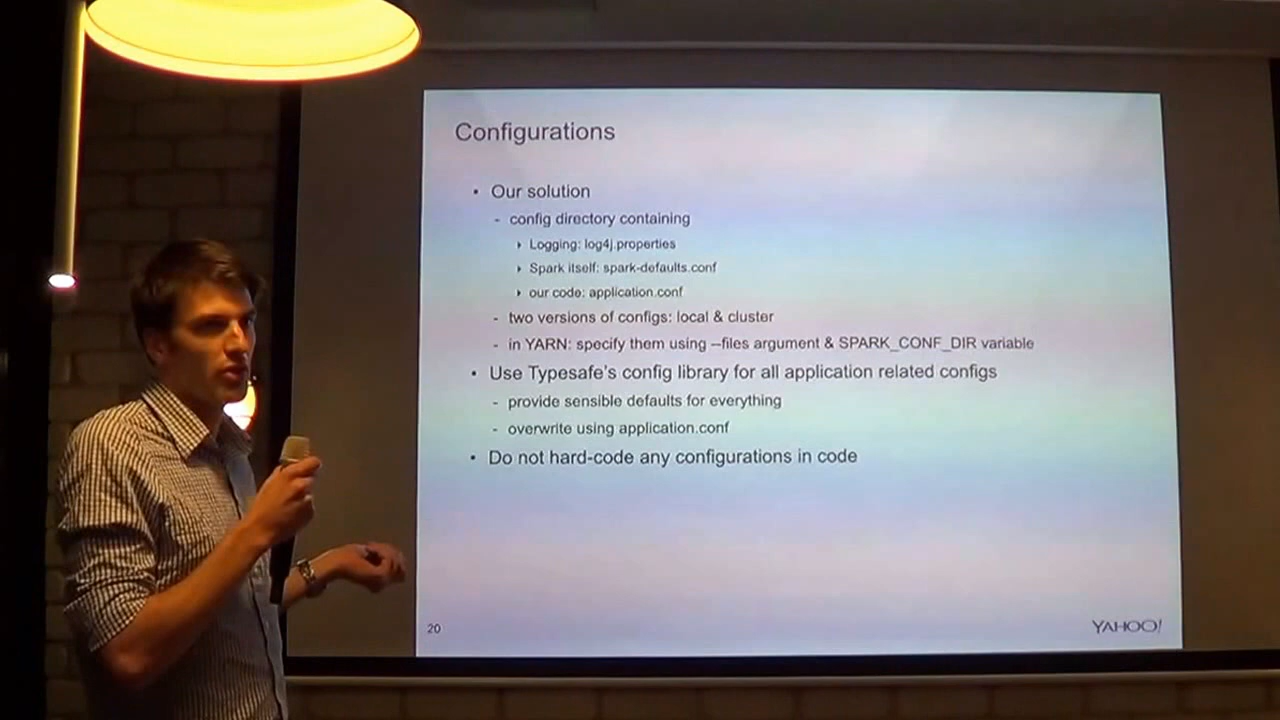 Configurations
• Our solution
- config directory containing
‣ Logging: log4j.properties
‣ Spark itself: spark-defaults.conf
‣ our code: application.conf
- two versions of configs: local & cluster
- in YARN: specify them using --files argument & SPARK_CONF_DIR variable
• Use Typesafe's config library for all application related configs
- provide sensible defaults for everything
- overwrite using application.conf
• Do not hard-code any configurations in code
20
YAHOO!